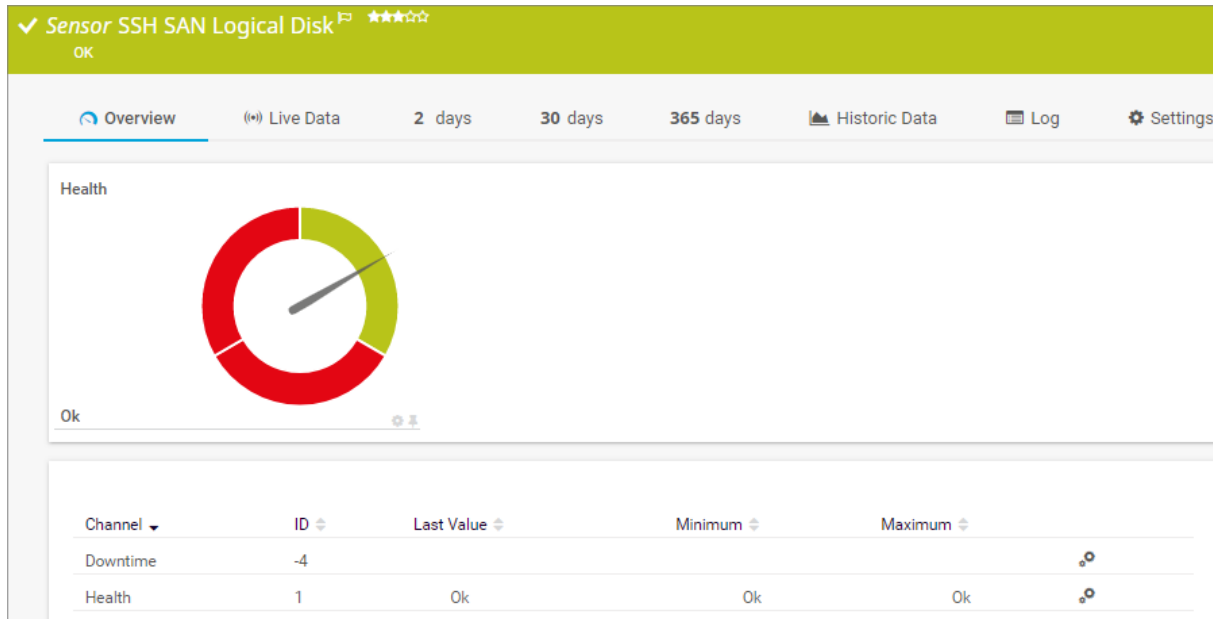 Sensor SSH SAN Logical Disk
OK
Overview Live Data 2 days 30 days 365 days Historic Data Log Settings
Health
Ok
Channel ID Last Value Minimum Maximum
Downtime -4
Health 1 Ok Ok Ok